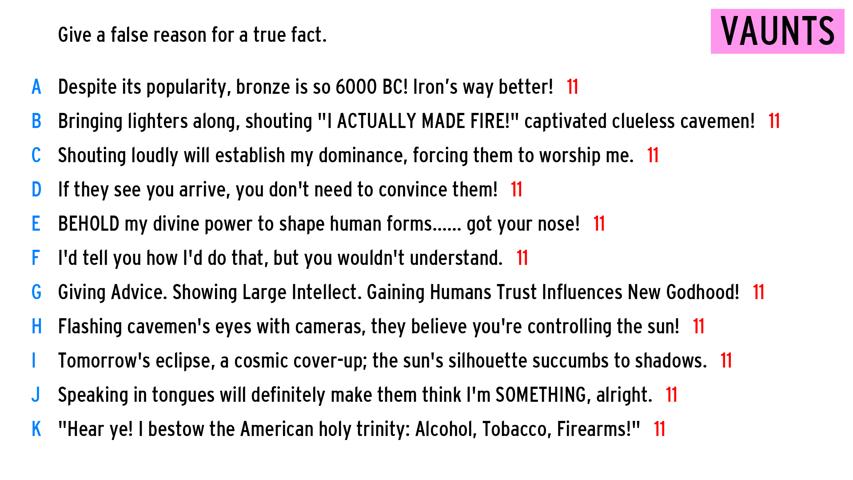 Give a false reason for a true fact.
VAUNTS
A Despite its popularity, bronze is so 6000 BC! Iron's way better! 11
B Bringing lighters along, shouting "I ACTUALLY MADE FIRE!" captivated clueless cavemen! 11
C Shouting loudly will establish my dominance, forcing them to worship me. 11
D If they see you arrive, you don't need to convince them! 11
E BEHOLD my divine power to shape human forms...... got your nose! 11
F I'd tell you how I'd do that, but you wouldn't understand. 11
G Giving Advice. Showing Large Intellect. Gaining Humans Trust Influences New Godhood! 11
H Flashing cavemen's eyes with cameras, they believe you're controlling the sun! 11
I Tomorrow's eclipse, a cosmic cover-up; the sun's silhouette succumbs to shadows. 11
J Speaking in tongues will definitely make them think I'm SOMETHING, alright. 11
K "Hear ye! I bestow the American holy trinity: Alcohol, Tobacco, Firearms!" 11